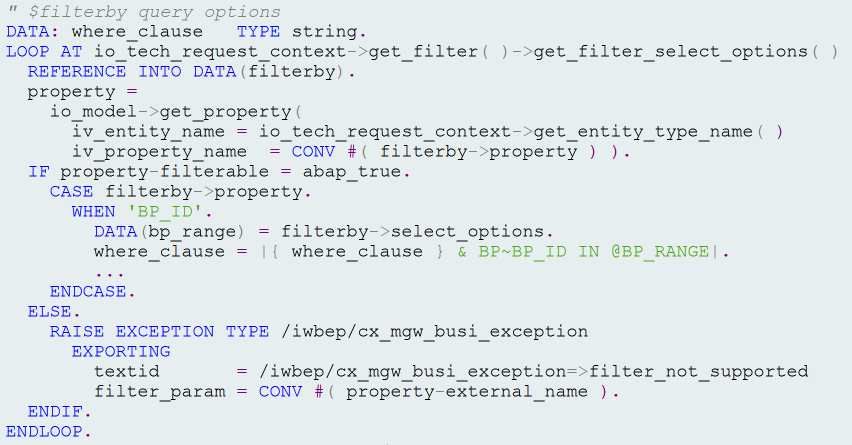 " $filterby query options
DATA: where_clause   TYPE string.
LOOP AT io_tech_request_context->get_filter( )->get_filter_select_options( )
  REFERENCE INTO DATA(filterby).
  property =
    io_model->get_property(
      iv_entity_name = io_tech_request_context->get_entity_type_name( )
      iv_property_name  = CONV #( filterby->property ) ).
  IF property-filterable = abap_true.
    CASE filterby->property.
      WHEN 'BP_ID'.
        DATA(bp_range) = filterby->select_options.
        where_clause = |{ where_clause } & BP~BP_ID IN @BP_RANGE|.
        ...
    ENDCASE.
  ELSE.
    RAISE EXCEPTION TYPE /iwbep/cx_mgw_busi_exception
      EXPORTING
        textid       = /iwbep/cx_mgw_busi_exception=>filter_not_supported
        filter_param = CONV #( property-external_name ).
  ENDIF.
ENDLOOP.